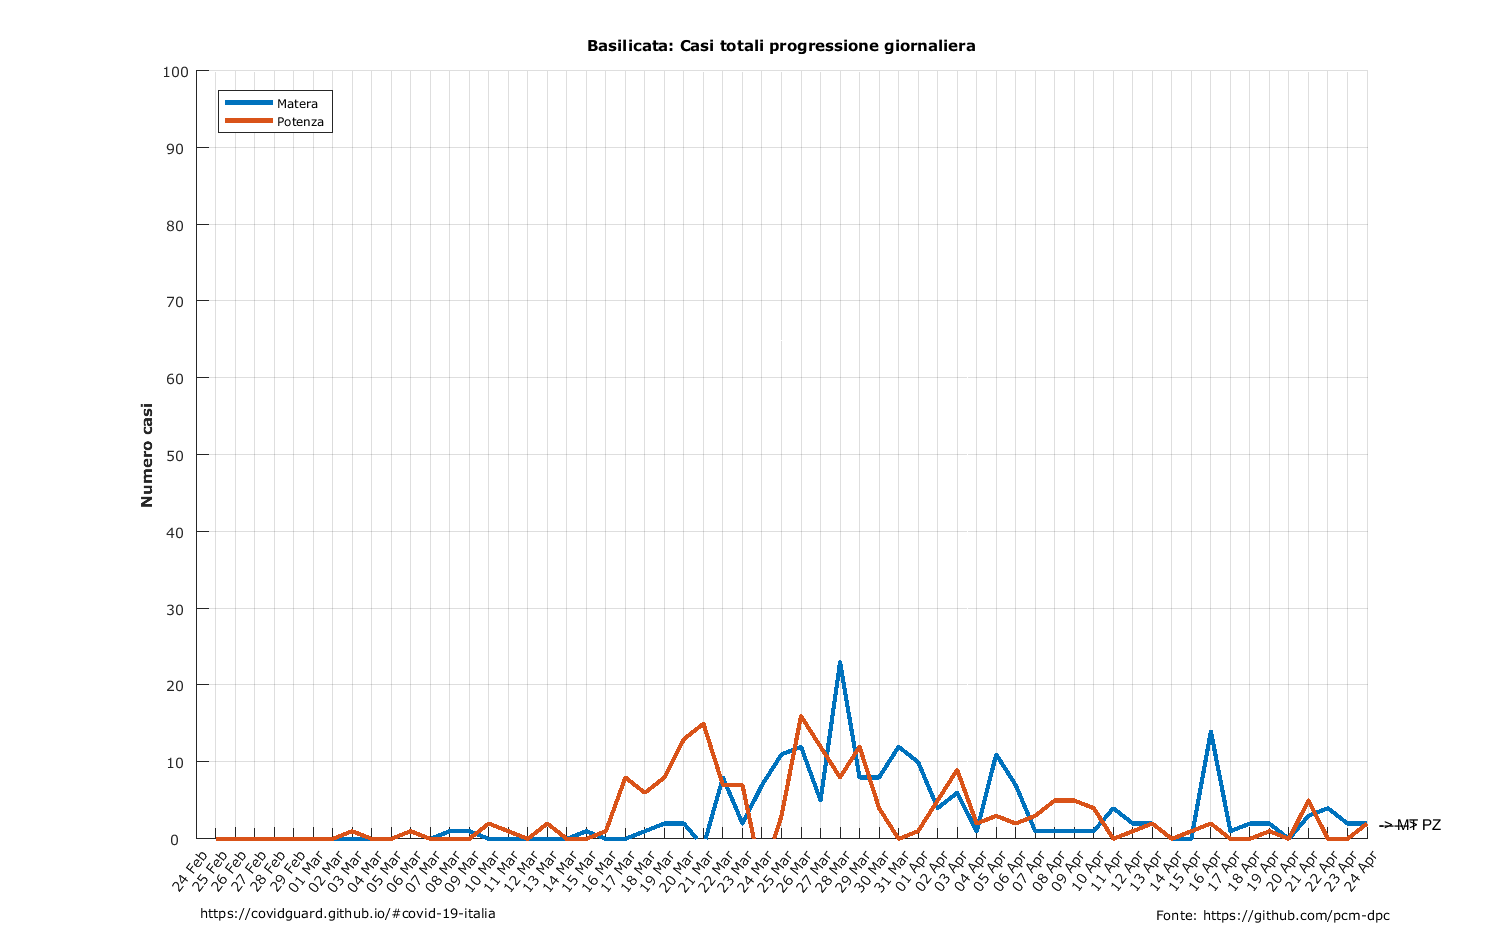 Basilicata: Casi totali progressione giornaliera
Numero casi
100
90
80
70
60
50
40
30
20
10
0
Matera
Potenza
24 Feb
25 Feb
26 Feb
27 Feb
28 Feb
29 Feb
01 Mar
02 Mar
03 Mar
04 Mar
05 Mar
06 Mar
07 Mar
08 Mar
09 Mar
10 Mar
11 Mar
12 Mar
13 Mar
14 Mar
15 Mar
16 Mar
17 Mar
18 Mar
19 Mar
20 Mar
21 Mar
22 Mar
23 Mar
24 Mar
25 Mar
26 Mar
27 Mar
28 Mar
29 Mar
30 Mar
31 Mar
01 Apr
02 Apr
03 Apr
04 Apr
05 Apr
06 Apr
07 Apr
08 Apr
09 Apr
10 Apr
11 Apr
12 Apr
13 Apr
14 Apr
15 Apr
16 Apr
17 Apr
18 Apr
19 Apr
20 Apr
21 Apr
22 Apr
23 Apr
24 Apr
-> MT PZ
https://covidguard.github.io/#covid-19-italia
Fonte: https://github.com/pcm-dpc